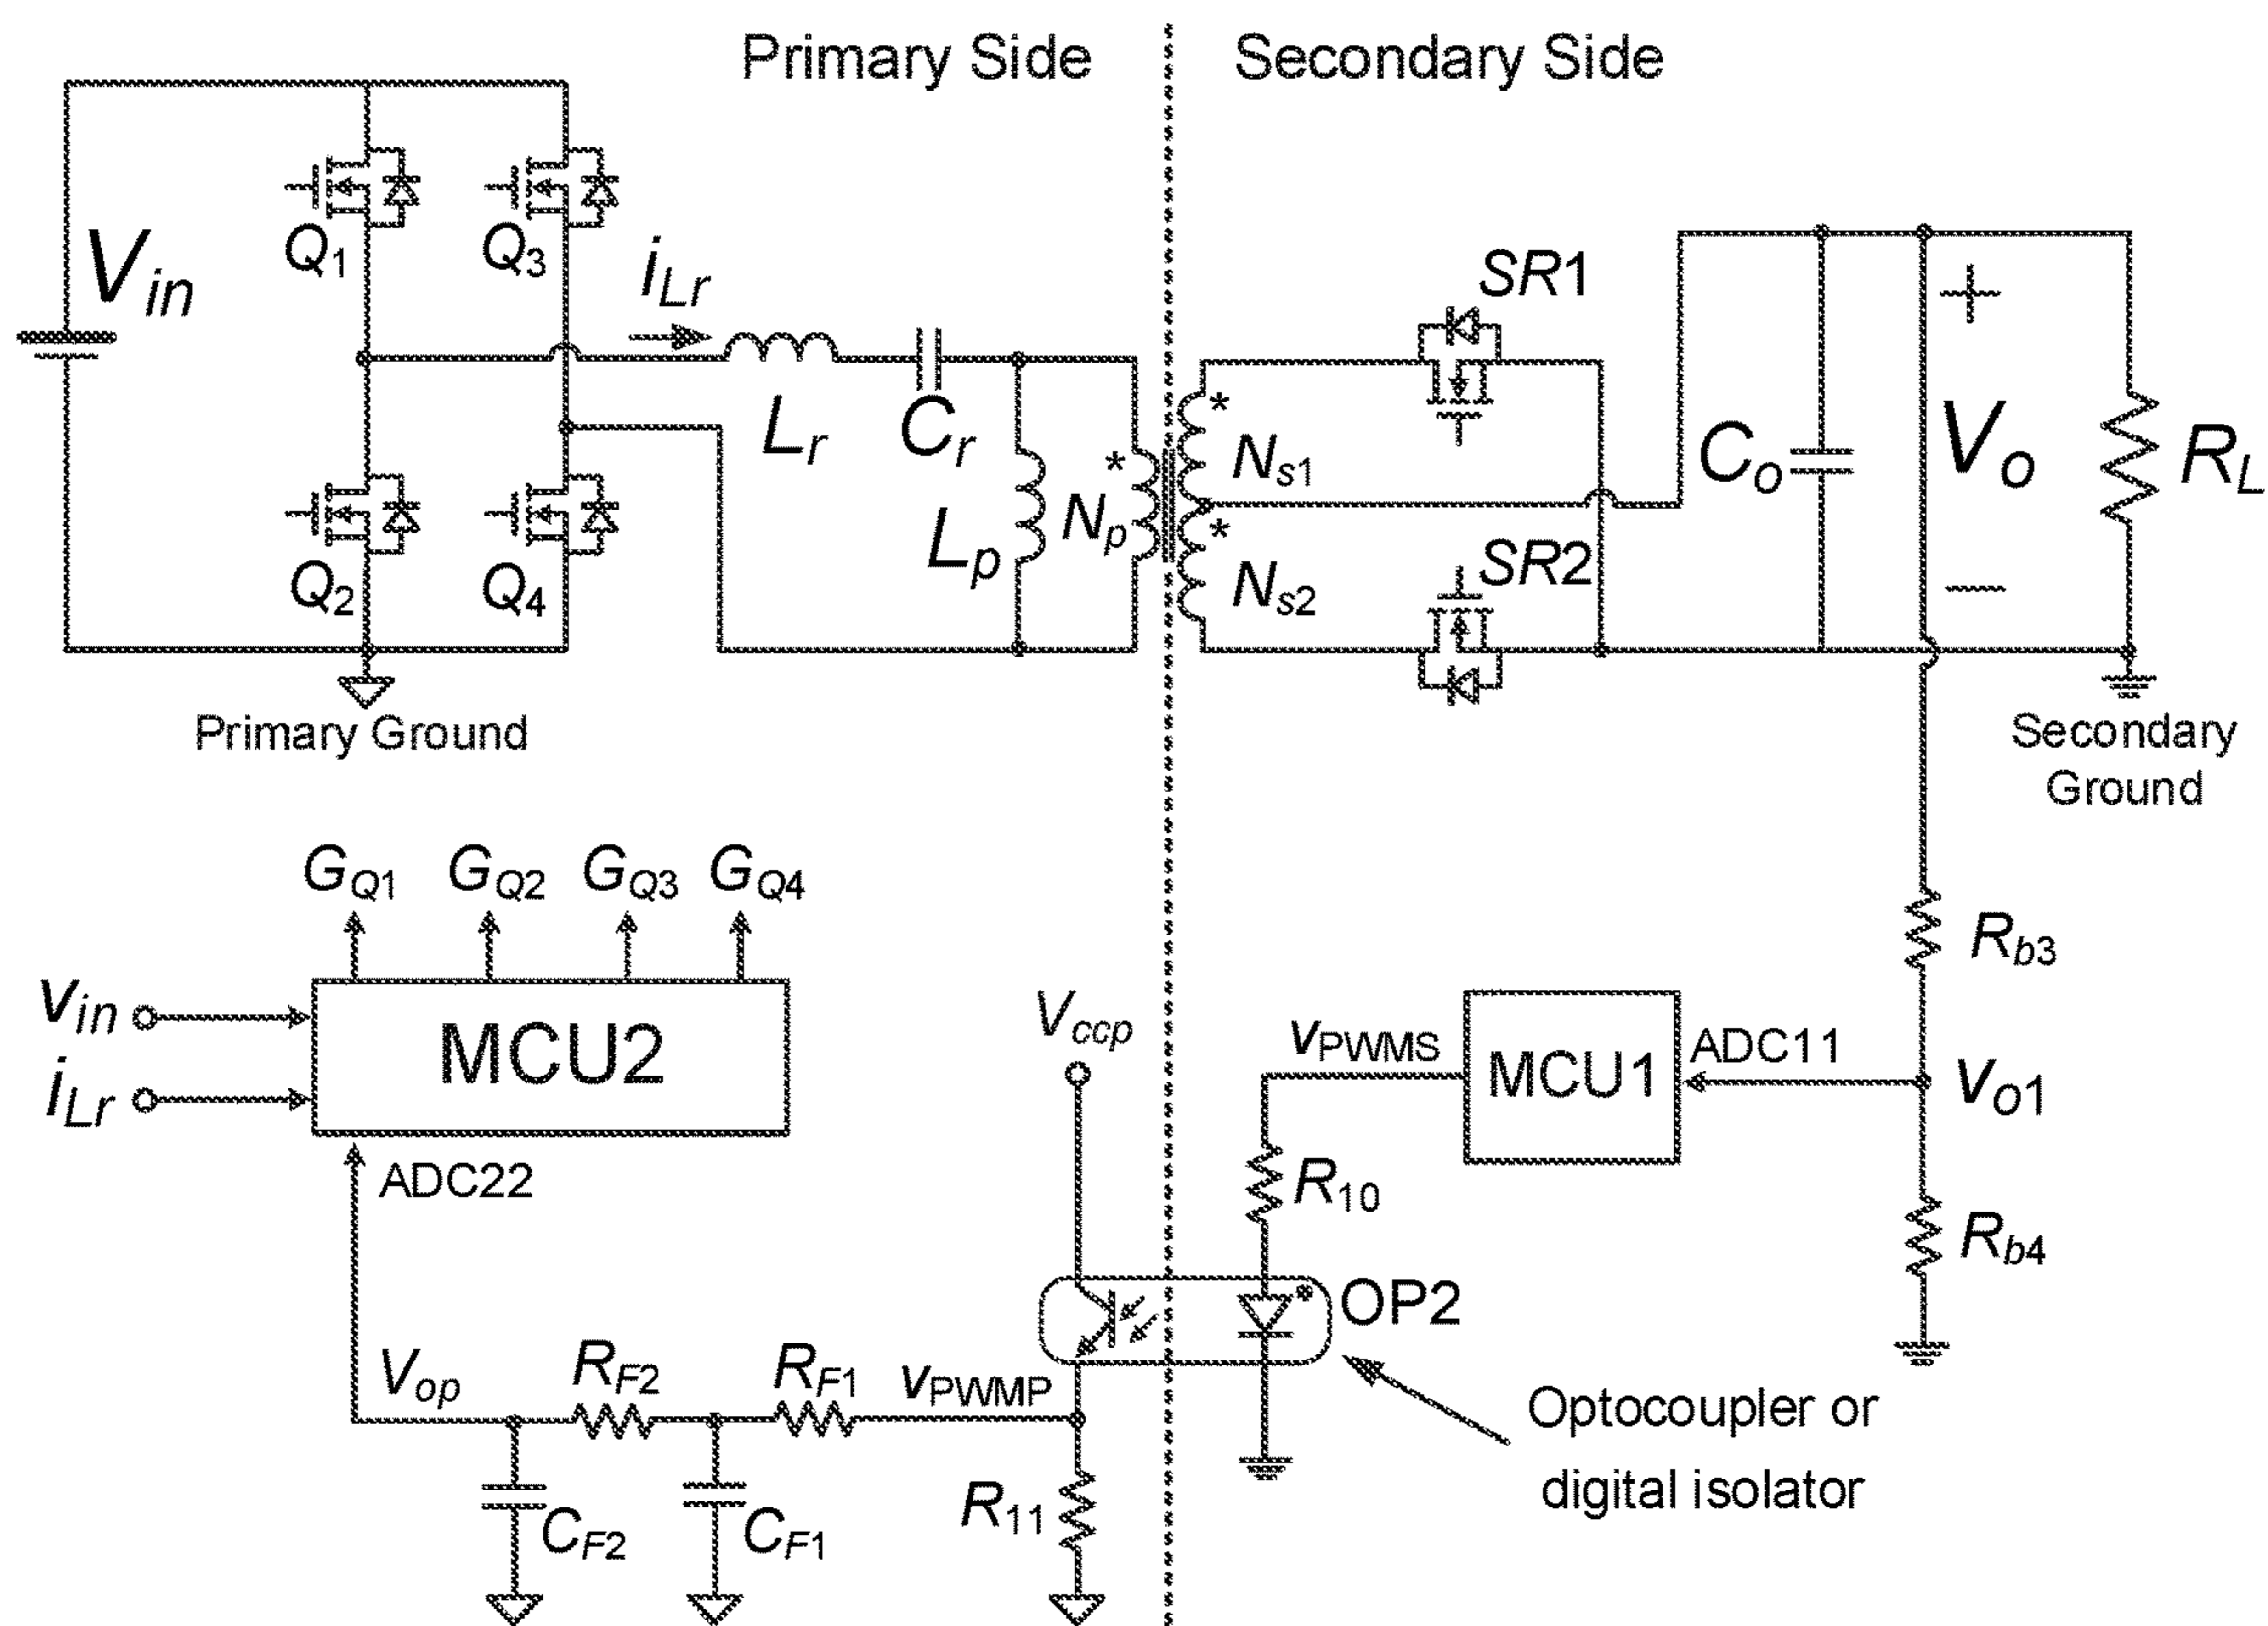 Primary Side
Secondary Side
Vin
Q1
Q3
iLr
Lr
Cr
Lp
Np
*
*
*
Ns1
Ns2
SR1
SR2
Co
+
Vo
−
RL
Q2
Q4
Primary Ground
Secondary
Ground
GQ1
GQ2
GQ3
GQ4
vin
iLr
MCU2
ADC22
Vccp
vPWMS
MCU1
ADC11
Rb3
vo1
Rb4
R10
OP2
Optocoupler or
digital isolator
Vop
RF2
RF1
vPWMP
CF2
CF1
R11